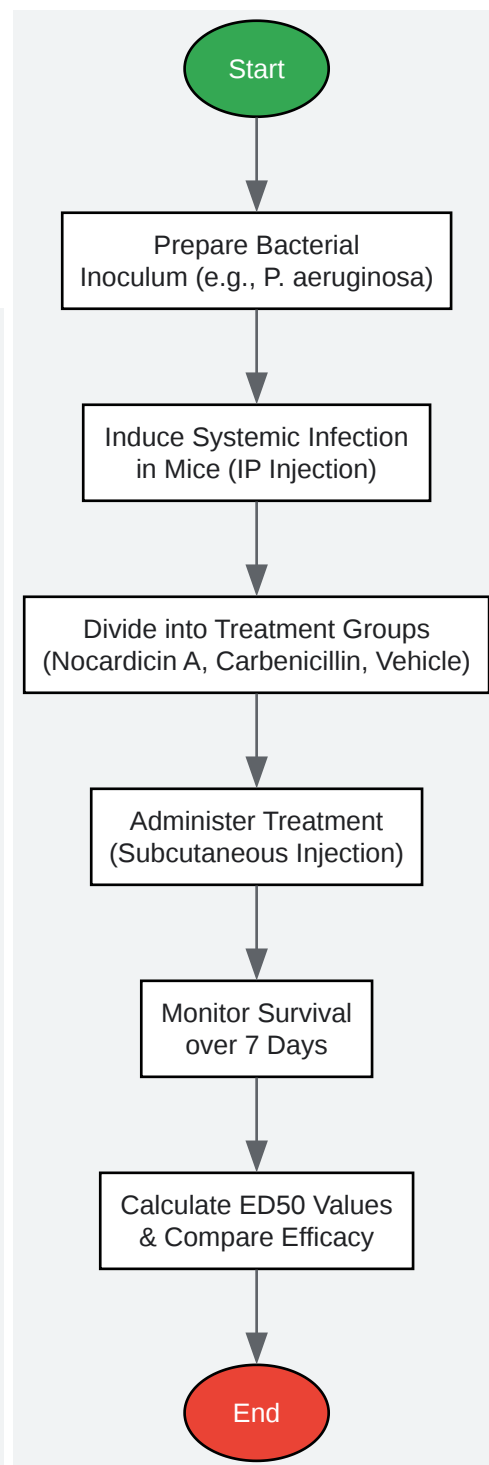 Start
Prepare Bacterial
Inoculum (e.g., P. aeruginosa)
Induce Systemic Infection
in Mice (IP Injection)
Divide into Treatment Groups
(Nocardicin A, Carbenicillin, Vehicle)
Administer Treatment
(Subcutaneous Injection)
Monitor Survival
over 7 Days
Calculate ED50 Values
& Compare Efficacy
End